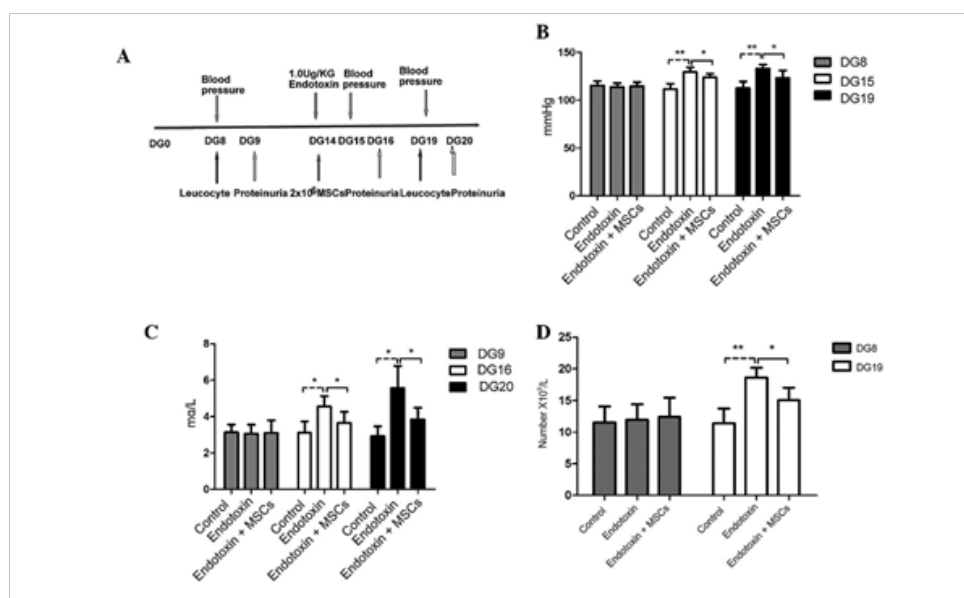 A
Blood pressure
1.0Ug/KG Endotoxin
Blood pressure
Blood pressure
DG0 DG8 DG9 DG14 DG15 DG16 DG19 DG20
Leucocyte Proteinuria 2x10⁶MSCs Proteinuria Leucocyte Proteinuria
B
mmHg
150
100
50
0
** * ** *
DG8
DG15
DG19
Control
Endotoxin
Endotoxin + MSCs
Control
Endotoxin
Endotoxin + MSCs
Control
Endotoxin
Endotoxin + MSCs
C
mg/L
8
6
4
2
0
* * * *
DG9
DG16
DG20
Control
Endotoxin
Endotoxin + MSCs
Control
Endotoxin
Endotoxin + MSCs
Control
Endotoxin
Endotoxin + MSCs
D
Number X10⁹/L
25
20
15
10
5
0
** *
DG8
DG19
Control
Endotoxin
Endotoxin + MSCs
Control
Endotoxin
Endotoxin + MSCs